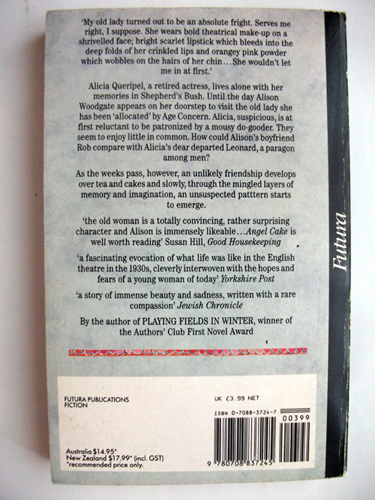 'My old lady turned out to be an absolute fright. Serves me
right, I suppose. She wears bold theatrical make-up on a
shrivelled face; bright scarlet lipstick which bleeds into the
deep folds of her crinkled lips and orangey pink powder
which wobbles on the hairs of her chin ... She wouldn't let
me in at first.'
Alicia Queripel, a retired actress, lives alone with her
memories in Shepherd's Bush. Until the day Alison
Woodgate appears on her doorstep to visit the old lady she
has been 'allocated' by Age Concern. Alicia, suspicious, is at
first reluctant to be patronized by a mousy do-gooder. They
seem to enjoy little in common. How could Alison's boyfriend
Rob compare with Alicia's dear departed Leonard, a paragon
among men?
As the weeks pass, however, an unlikely friendship develops
over tea and cakes and slowly, through the mingled layers of
memory and imagination, an unsuspected patttern starts
to emerge.
'the old woman is a totally convincing, rather surprising
character and Alison is immensely likeable ... Angel Cake is
well worth reading' Susan Hill, Good Housekeeping
'a fascinating evocation of what life was like in the English
theatre in the 1930s, cleverly interwoven with the hopes and
fears of a young woman of today' Yorkshire Post
'a story of immense beauty and sadness, written with a rare
compassion' Jewish Chronicle
By the author of PLAYING FIELDS IN WINTER, winner of
the Authors' Club First Novel Award
Futura
FUTURA PUBLICATIONS
FICTION
UK £3.99 NET
ISBN 0-7088-3724-7
00399
Australia $14.95*
New Zealand $17.99* (incl. GST)
*recommended price only.
9 780708 837245